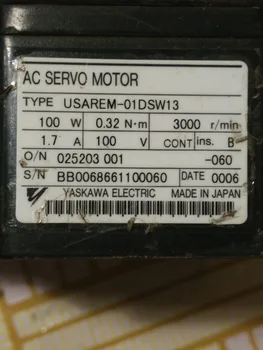 AC SERVO MOTOR
TYPE USAREM-01DSW13
100 W 0.32 N·m 3000 r/min
1.7 A 100 V CONT ins. B
O/N 025203 001 -060
S/N BB0068661100060 DATE 0006
YASKAWA ELECTRIC MADE IN JAPAN